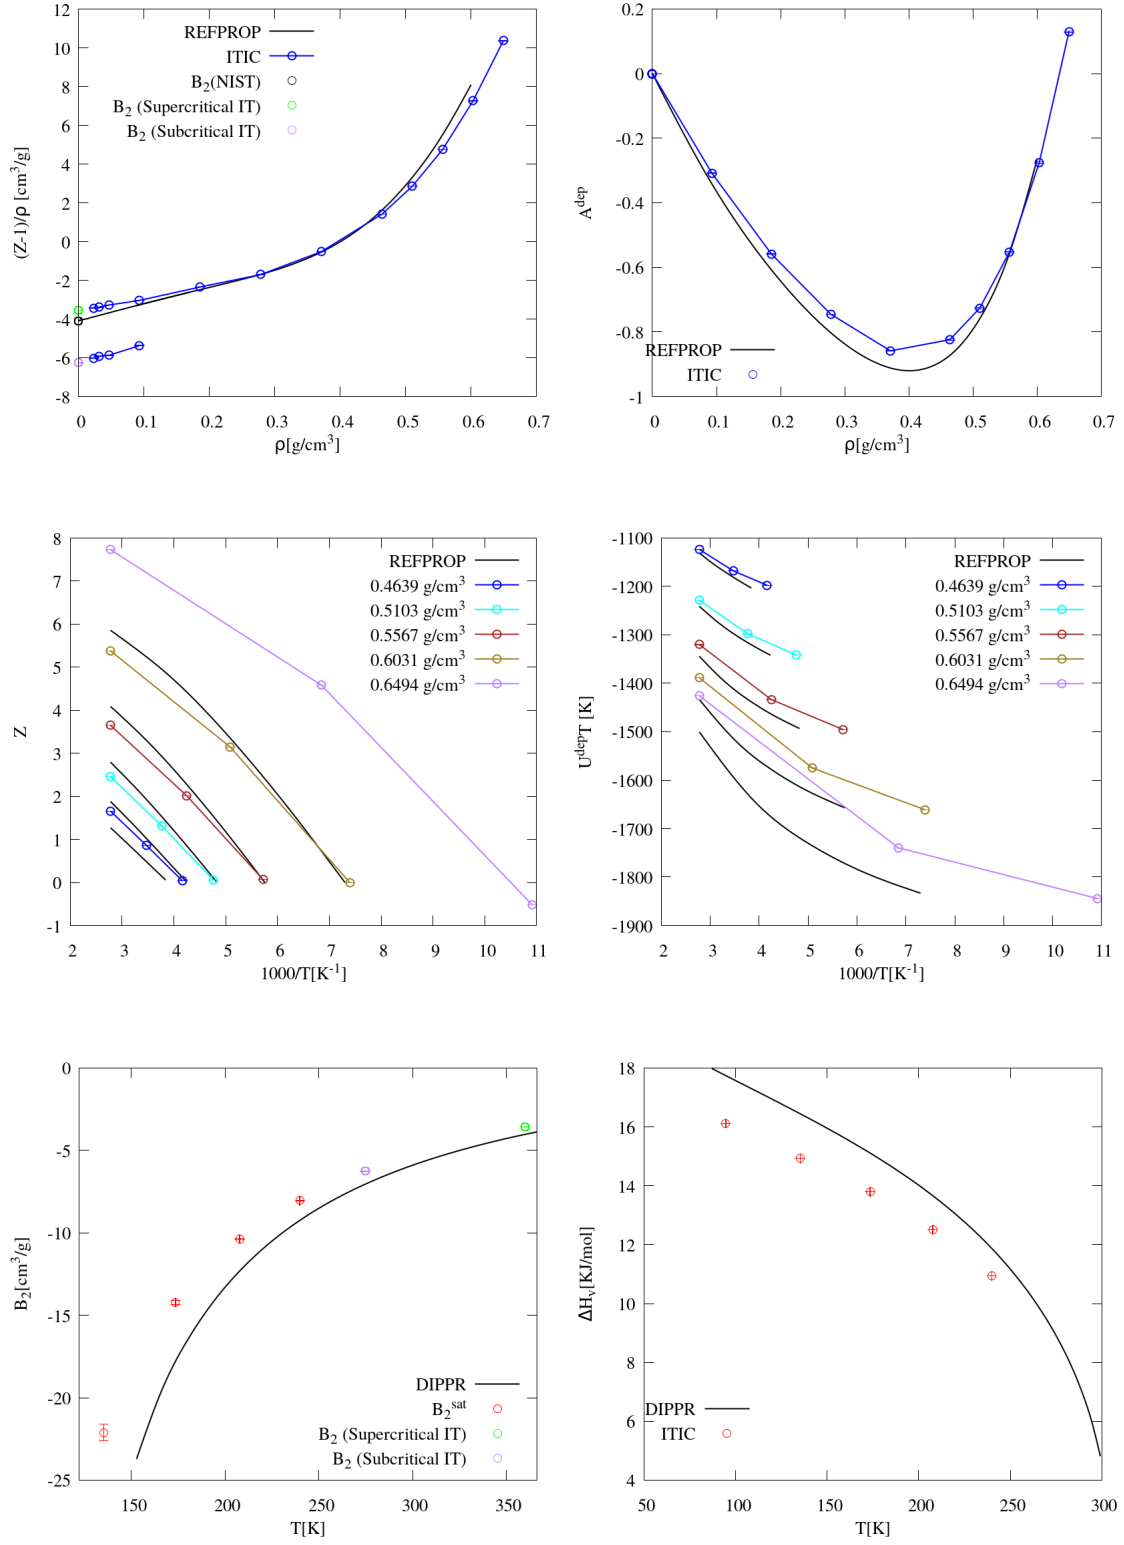 12
10
8
6
4
2
0
-2
-4
-6
-8
(Z-1)/ρ [cm3/g]
REFPROP
ITIC
B2(NIST)
B2 (Supercritical IT)
B2 (Subcritical IT)
0 0.1 0.2 0.3 0.4 0.5 0.6 0.7
ρ[g/cm3]
0.2
0
-0.2
-0.4
-0.6
-0.8
-1
Adep
REFPROP
ITIC
0 0.1 0.2 0.3 0.4 0.5 0.6 0.7
ρ[g/cm3]
8
7
6
5
4
3
2
1
0
-1
Z
REFPROP
0.4639 g/cm3
0.5103 g/cm3
0.5567 g/cm3
0.6031 g/cm3
0.6494 g/cm3
2 3 4 5 6 7 8 9 10 11
1000/T[K-1]
-1100
-1200
-1300
-1400
-1500
-1600
-1700
-1800
-1900
UdepT [K]
REFPROP
0.4639 g/cm3
0.5103 g/cm3
0.5567 g/cm3
0.6031 g/cm3
0.6494 g/cm3
2 3 4 5 6 7 8 9 10 11
1000/T[K-1]
0
-5
-10
-15
-20
-25
B2[cm3/g]
DIPPR
B2sat
B2 (Supercritical IT)
B2 (Subcritical IT)
150 200 250 300 350
T[K]
18
16
14
12
10
8
6
4
ΔHv[KJ/mol]
DIPPR
ITIC
50 100 150 200 250 300
T[K]